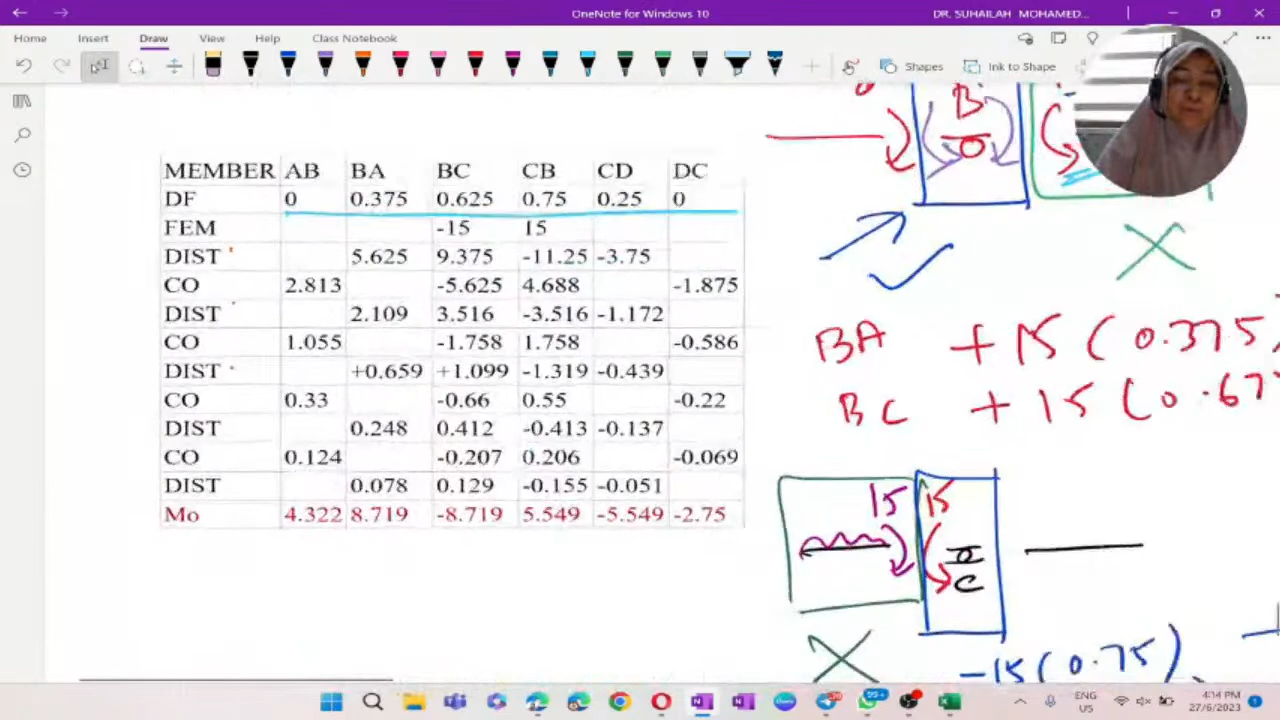 OneNote for Windows 10
DR. SUHAILAH MOHAMED...
Home Insert Draw View Help Class Notebook
Shapes Ink to Shape
MEMBER AB BA BC CB CD DC
DF 0 0.375 0.625 0.75 0.25 0
FEM -15 15
DIST 5.625 9.375 -11.25 -3.75
CO 2.813 -5.625 4.688 -1.875
DIST 2.109 3.516 -3.516 -1.172
CO 1.055 -1.758 1.758 -0.586
DIST +0.659 +1.099 -1.319 -0.439
CO 0.33 -0.66 0.55 -0.22
DIST 0.248 0.412 -0.413 -0.137
CO 0.124 -0.207 0.206 -0.069
DIST 0.078 0.129 -0.155 -0.051
Mo 4.322 8.719 -8.719 5.549 -5.549 -2.75
B
BA +15 (0.375
BC +15 (0.67
15 15
C
-15 (0.75)
99+
ENG
US
4:14 PM
27/6/2023